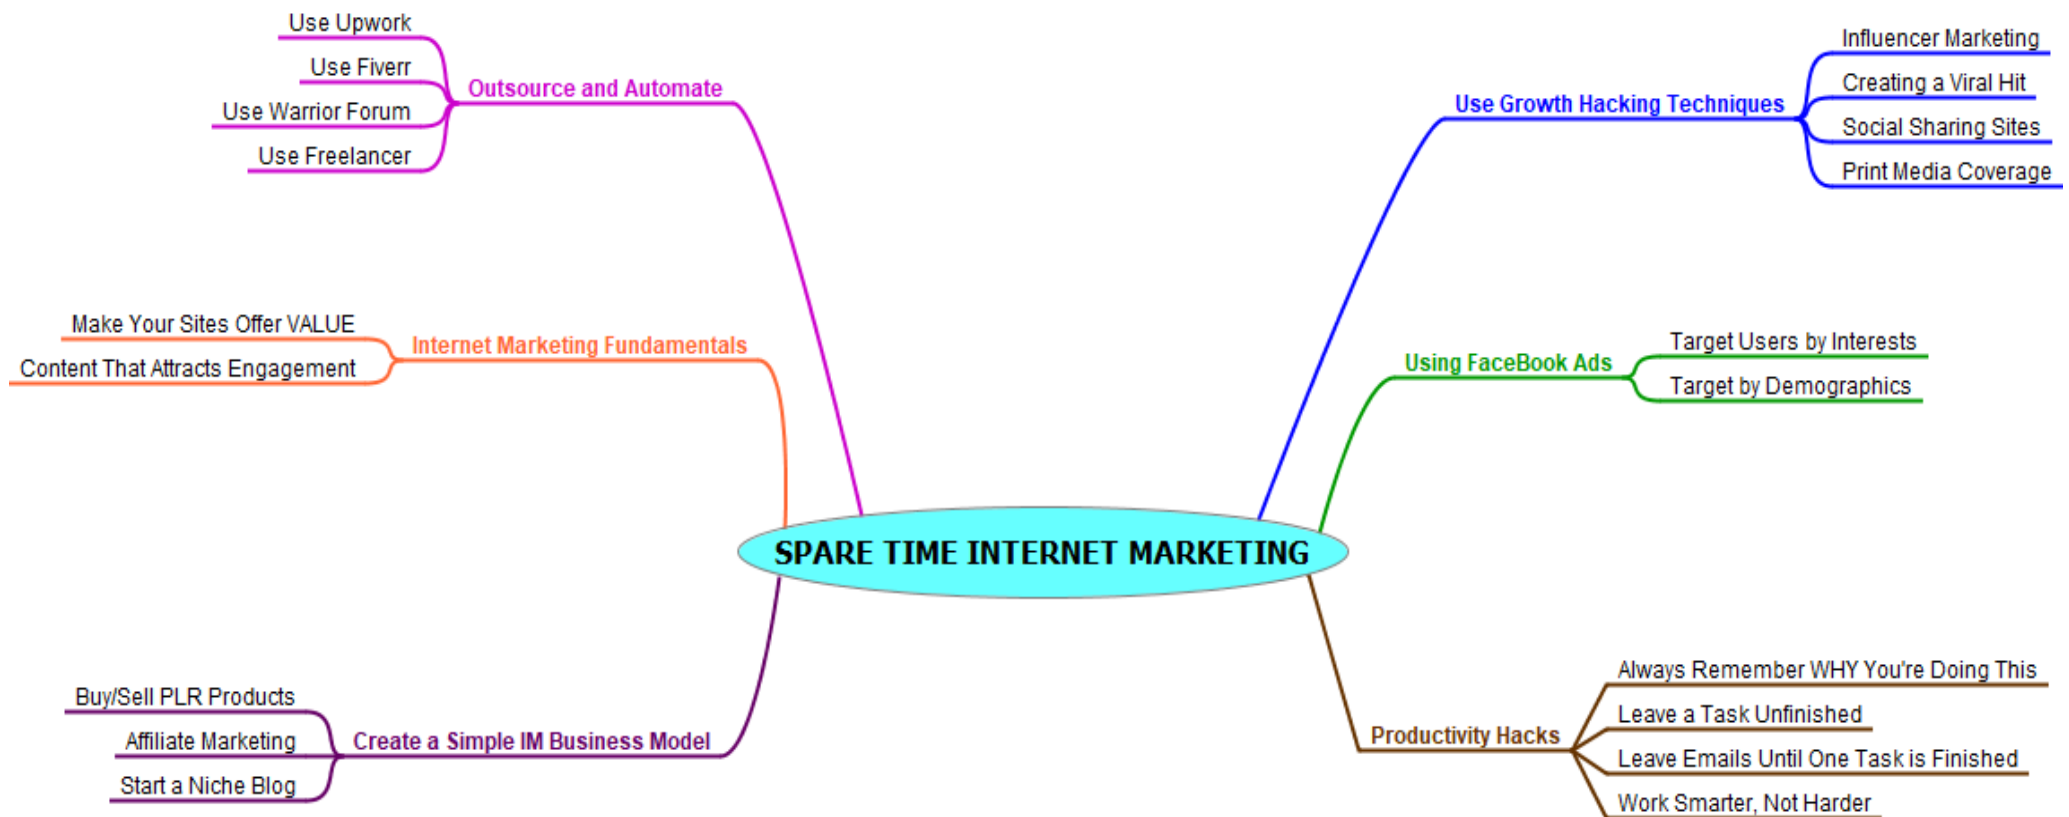 Use Upwork
Use Fiverr
Use Warrior Forum
Use Freelancer
Outsource and Automate
Make Your Sites Offer VALUE
Content That Attracts Engagement
Internet Marketing Fundamentals
Buy/Sell PLR Products
Affiliate Marketing
Start a Niche Blog
Create a Simple IM Business Model
SPARE TIME INTERNET MARKETING
Use Growth Hacking Techniques
Influencer Marketing
Creating a Viral Hit
Social Sharing Sites
Print Media Coverage
Using FaceBook Ads
Target Users by Interests
Target by Demographics
Productivity Hacks
Always Remember WHY You're Doing This
Leave a Task Unfinished
Leave Emails Until One Task is Finished
Work Smarter, Not Harder